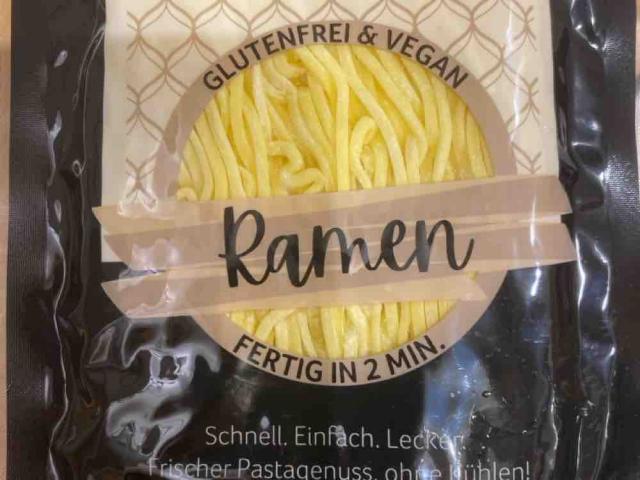 GLUTENFREI & VEGAN
Ramen
FERTIG IN 2 MIN.
Schnell. Einfach. Lecker.
Frischer Pastagenuss, ohne Kühlen!